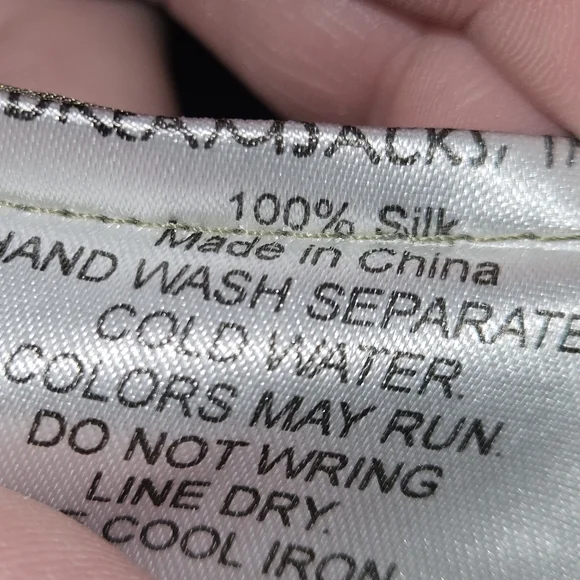 100% Silk
Made in China
HAND WASH SEPARATE
COLD WATER.
COLORS MAY RUN.
DO NOT WRING
LINE DRY.
COOL IRON